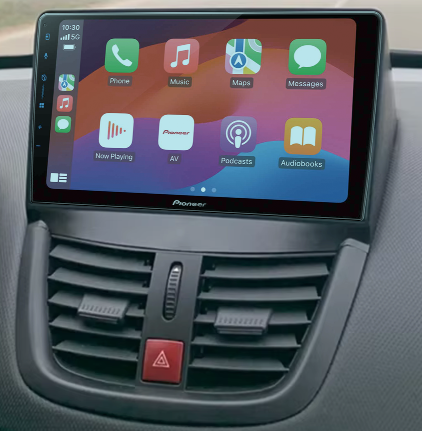 10:30
5G
Phone
Music
Maps
Messages
Pioneer
Now Playing
AV
Podcasts
Audiobooks
Pioneer